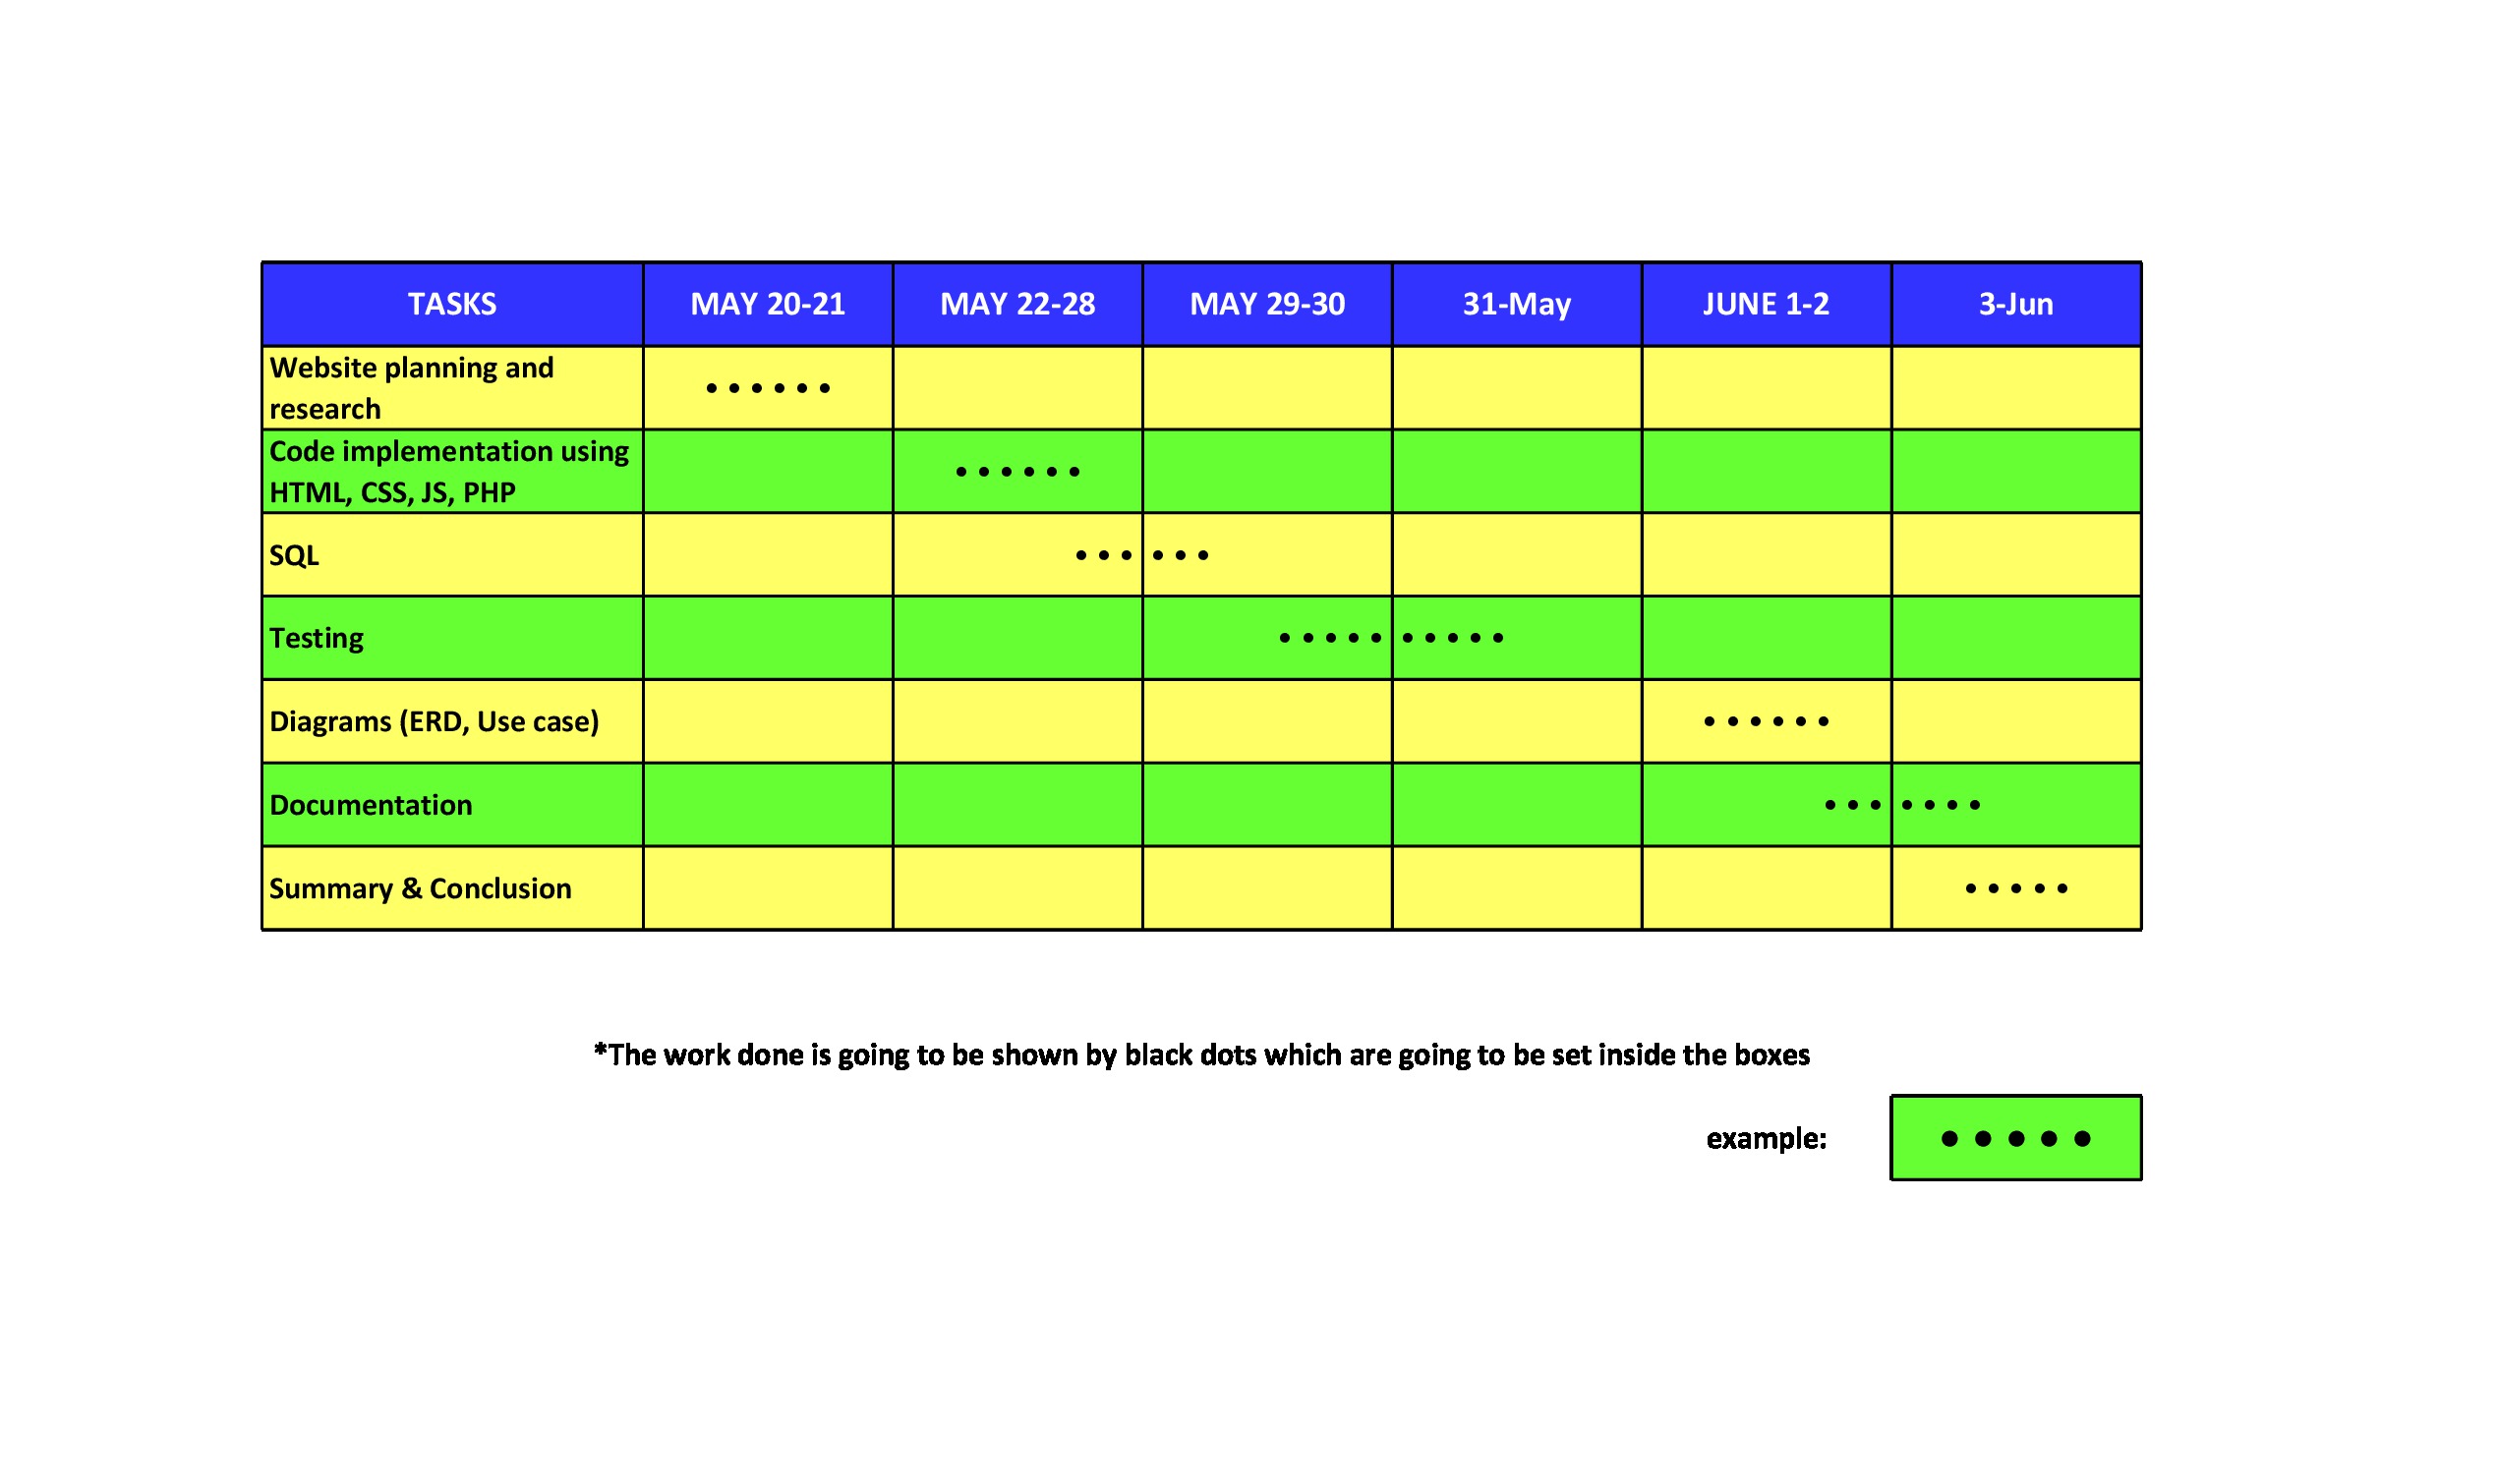 TASKS MAY 20-21 MAY 22-28 MAY 29-30 31-May JUNE 1-2 3-Jun
Website planning and
research
Code implementation using
HTML, CSS, JS, PHP
SQL
Testing
Diagrams (ERD, Use case)
Documentation
Summary & Conclusion
*The work done is going to be shown by black dots which are going to be set inside the boxes
example: